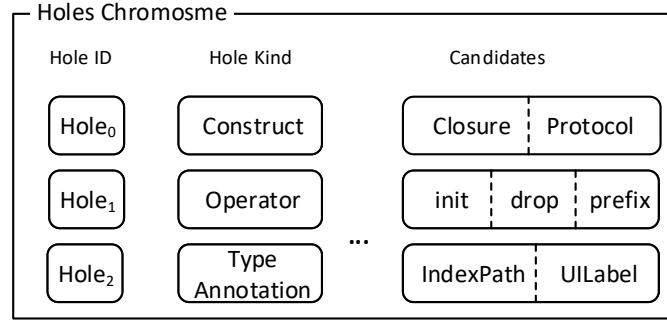 Holes Chromosme
Hole ID Hole Kind Candidates
Hole₀ Construct Closure Protocol
Hole₁ Operator init drop prefix
...
Hole₂ Type Annotation IndexPath UILabel